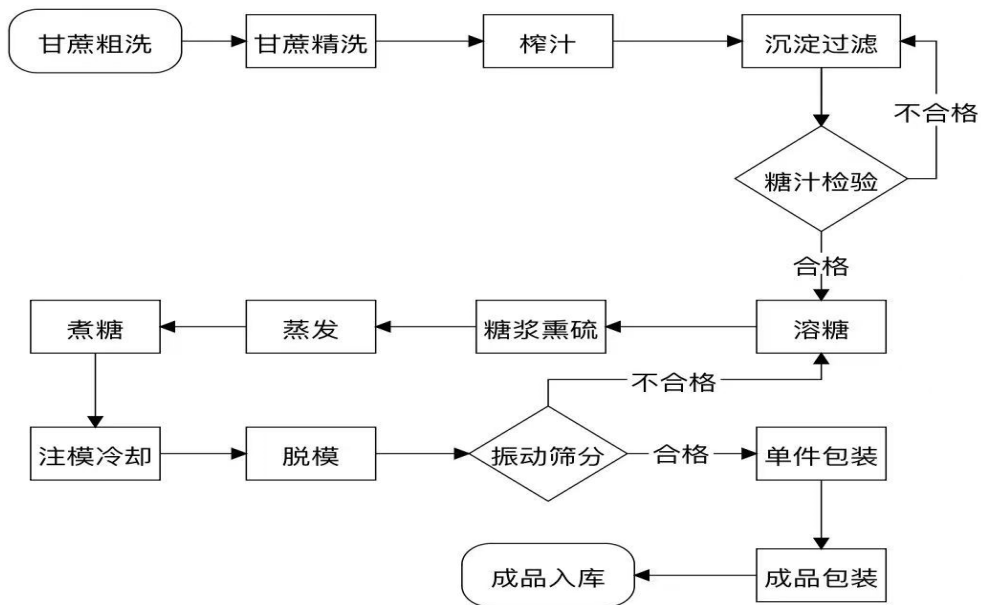 甘蔗粗洗
甘蔗精洗
榨汁
沉淀过滤
不合格
糖汁检验
合格
溶糖
糖浆熏硫
蒸发
煮糖
不合格
注模冷却
脱模
振动筛分
合格
单件包装
成品包装
成品入库